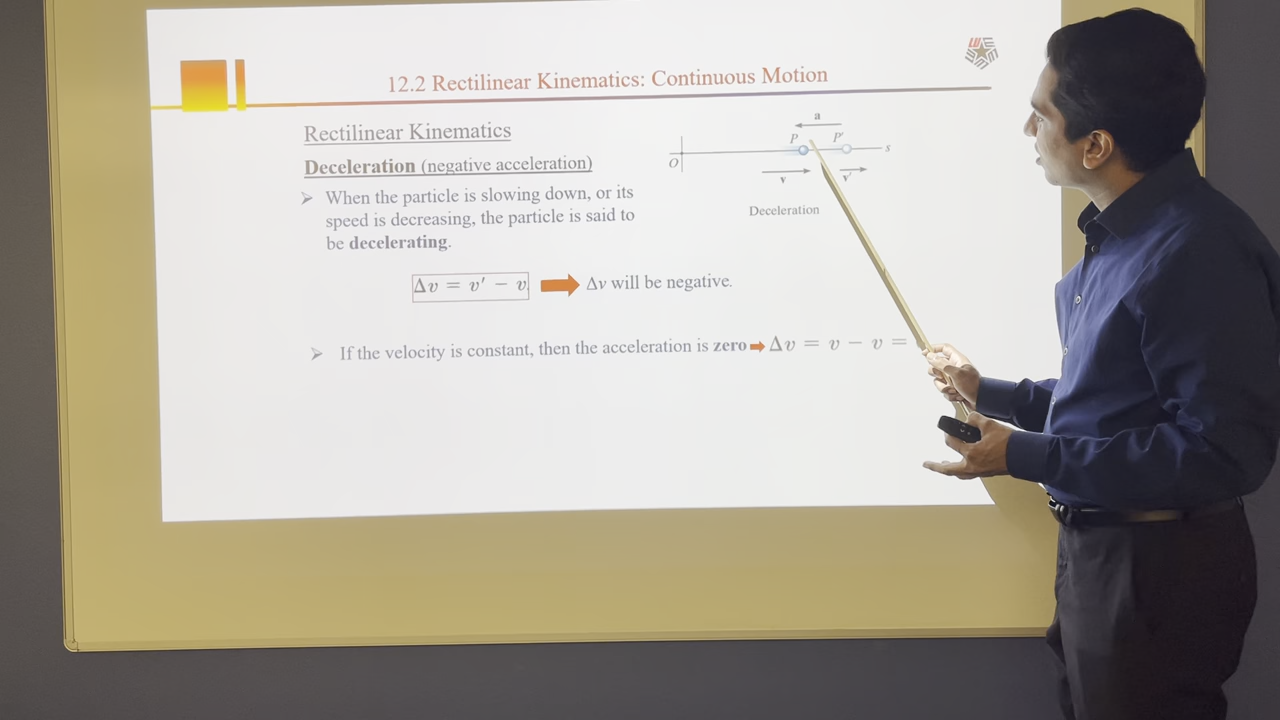 12.2 Rectilinear Kinematics: Continuous Motion
Rectilinear Kinematics
Deceleration (negative acceleration)
➢ When the particle is slowing down, or its
speed is decreasing, the particle is said to
be decelerating.
a
P P′
O s
v v′
Deceleration
Δv = v′ − v Δv will be negative.
➢ If the velocity is constant, then the acceleration is zero Δv = v − v =